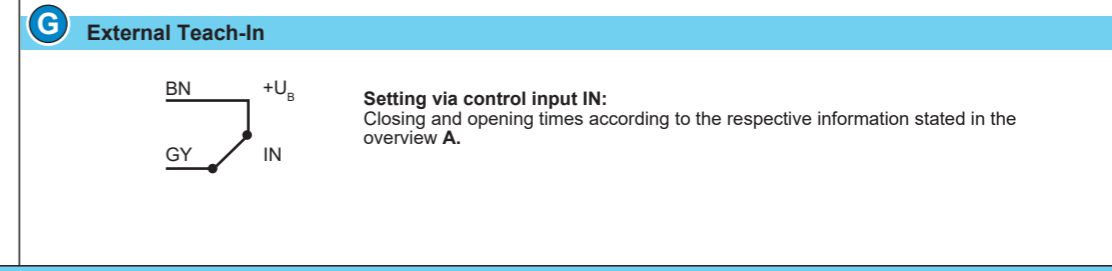 G
External Teach-In
BN +U_B
GY IN
Setting via control input IN:
Closing and opening times according to the respective information stated in the
overview A.